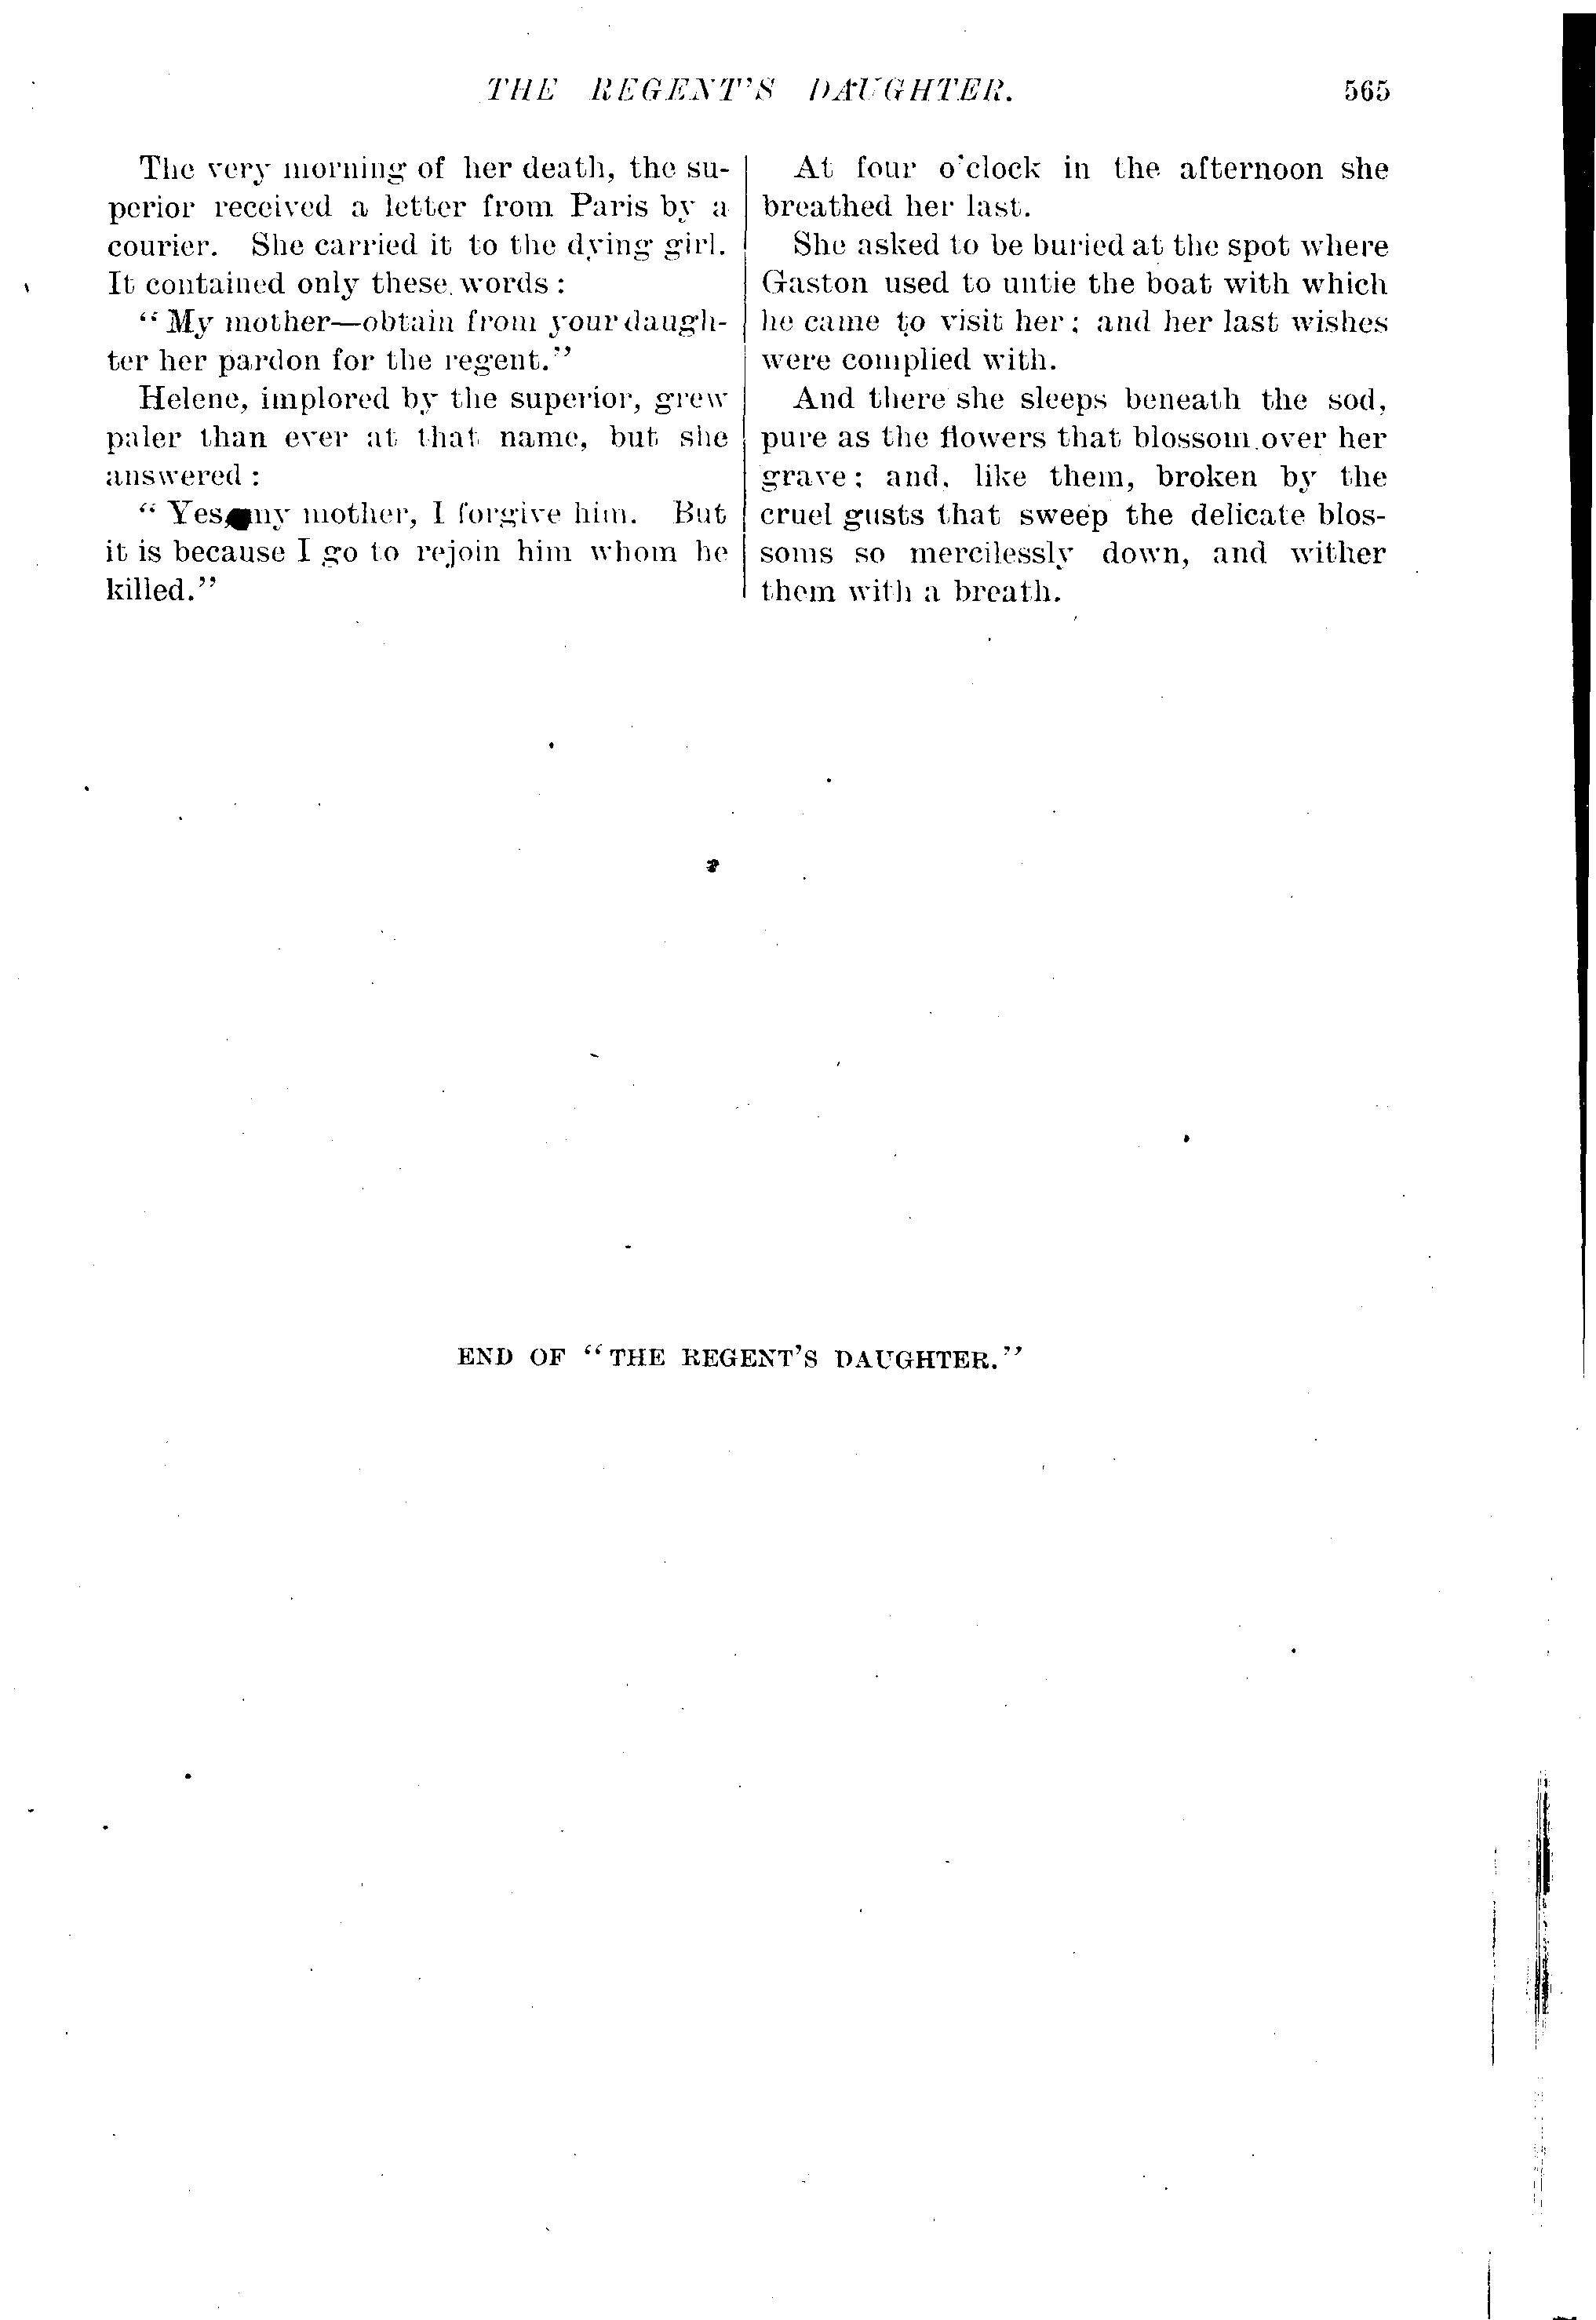 THE REGENT'S DAUGHTER. 565
The very morning of her death, the su-
perior received a letter from Paris by a
courier. She carried it to the dying girl.
It contained only these words:
"My mother—obtain from your daugh-
ter her pardon for the regent."
Helene, implored by the superior, grew
paler than ever at that name, but she
answered:
"Yes, my mother, I forgive him. But
it is because I go to rejoin him whom he
killed."
At four o'clock in the afternoon she
breathed her last.
She asked to be buried at the spot where
Gaston used to untie the boat with which
he came to visit her; and her last wishes
were complied with.
And there she sleeps beneath the sod,
pure as the flowers that blossom over her
grave; and, like them, broken by the
cruel gusts that sweep the delicate blos-
soms so mercilessly down, and wither
them with a breath.
END OF "THE REGENT'S DAUGHTER."